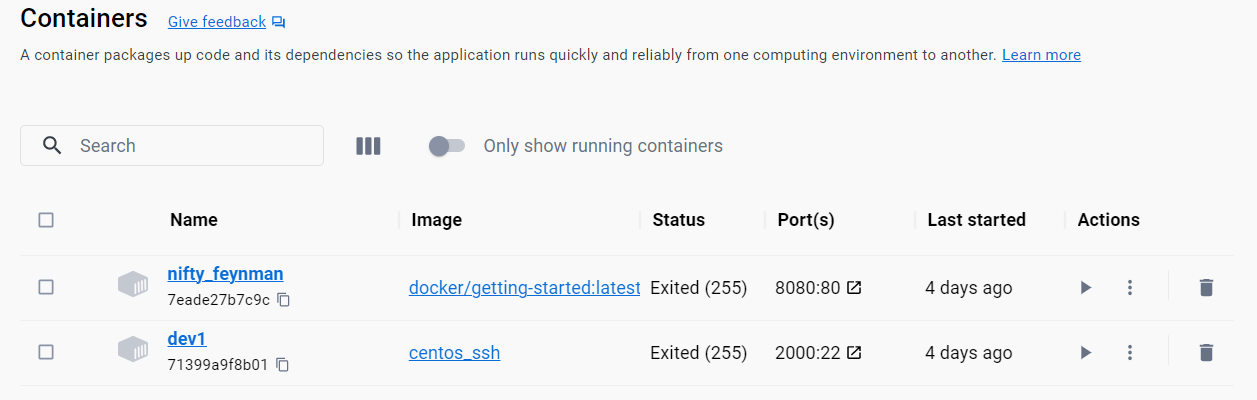 Containers Give feedback
A container packages up code and its dependencies so the application runs quickly and reliably from one computing environment to another. Learn more
Search Only show running containers
Name Image Status Port(s) Last started Actions
nifty_feynman
7eade27b7c9c
docker/getting-started:latest Exited (255) 8080:80 4 days ago
dev1
71399a9f8b01
centos_ssh Exited (255) 2000:22 4 days ago